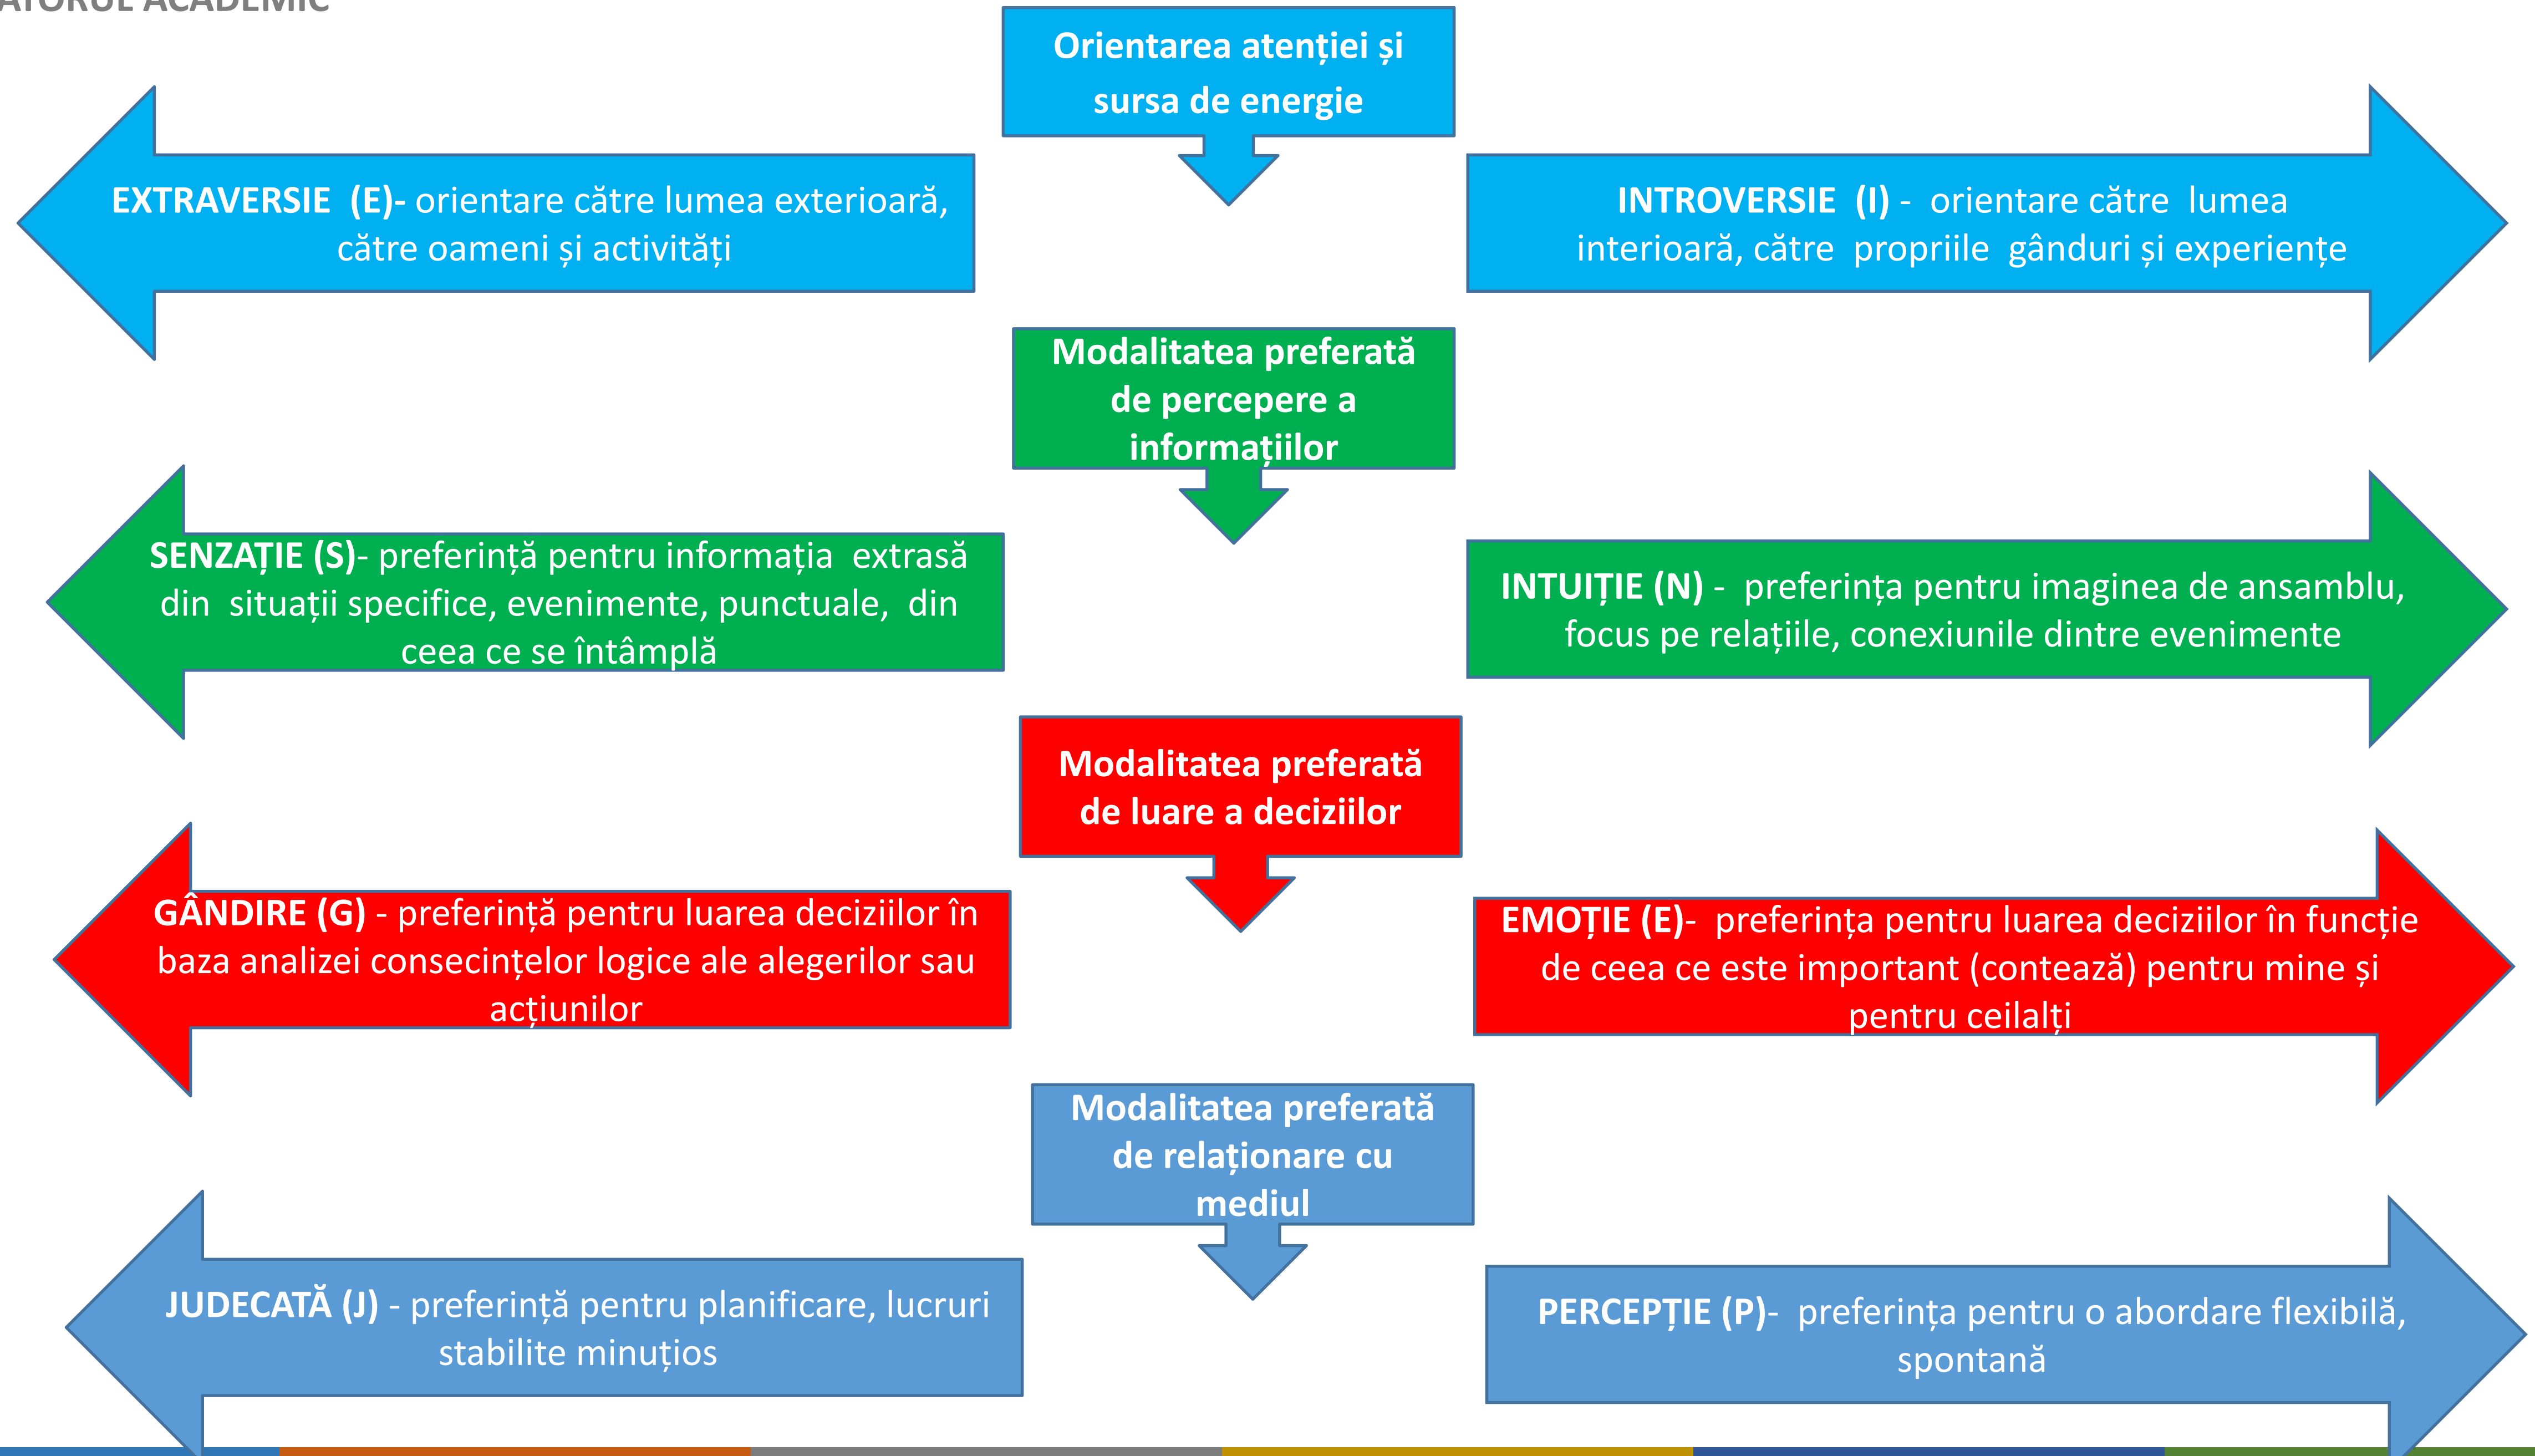 ATORUL ACADEMIC
Orientarea atenției și
sursa de energie
EXTRAVERSIE (E)- orientare către lumea exterioară,
către oameni și activități
INTROVERSIE (I) - orientare către lumea
interioară, către propriile gânduri și experiențe
Modalitatea preferată
de percepere a
informațiilor
SENZAȚIE (S)- preferință pentru informația extrasă
din situații specifice, evenimente, punctuale, din
ceea ce se întâmplă
INTUIȚIE (N) - preferința pentru imaginea de ansamblu,
focus pe relațiile, conexiunile dintre evenimente
Modalitatea preferată
de luare a deciziilor
GÂNDIRE (G) - preferință pentru luarea deciziilor în
baza analizei consecințelor logice ale alegerilor sau
acțiunilor
EMOȚIE (E)- preferința pentru luarea deciziilor în funcție
de ceea ce este important (contează) pentru mine și
pentru ceilalți
Modalitatea preferată
de relaționare cu
mediul
JUDECATĂ (J) - preferință pentru planificare, lucruri
stabilite minuțios
PERCEPȚIE (P)- preferința pentru o abordare flexibilă,
spontană